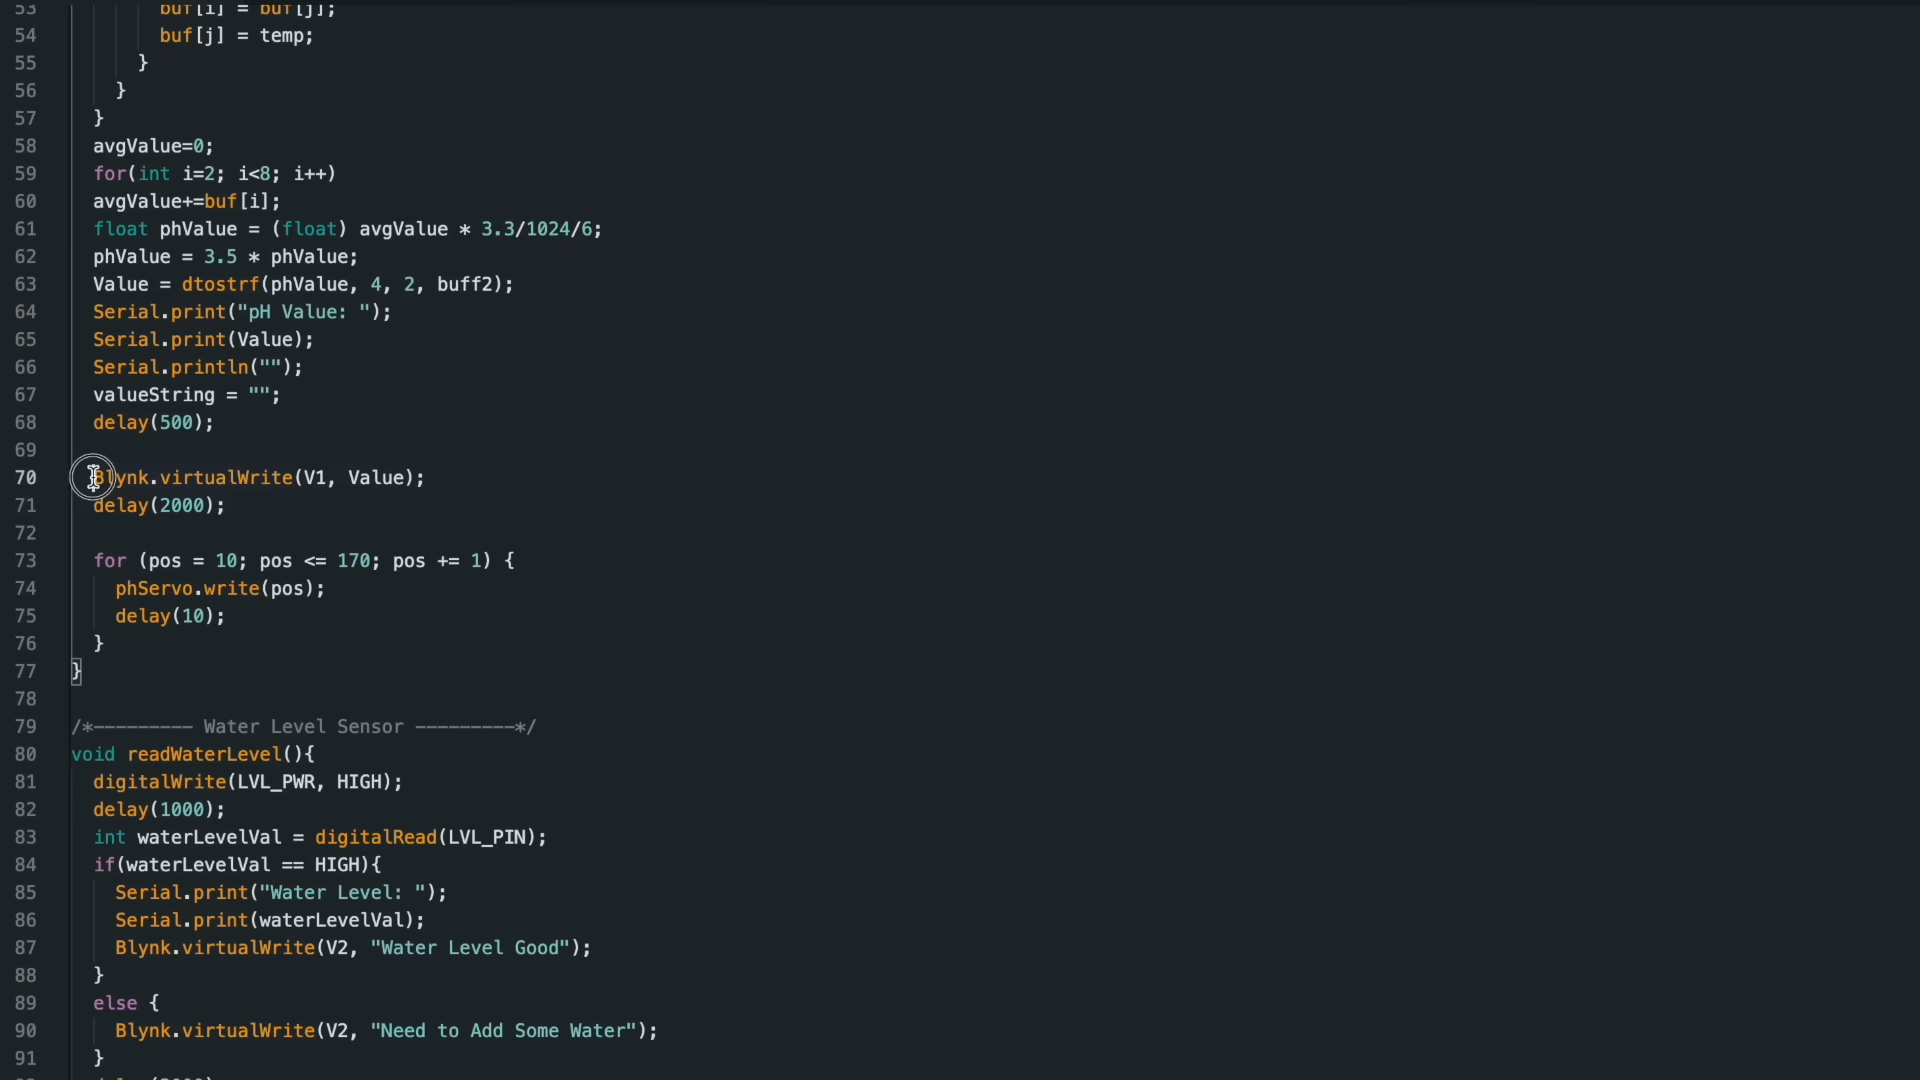 53 buf[i] = buf[j];
54 buf[j] = temp;
55 }
56 }
57 }
58 avgValue=0;
59 for(int i=2; i<8; i++)
60 avgValue+=buf[i];
61 float phValue = (float) avgValue * 3.3/1024/6;
62 phValue = 3.5 * phValue;
63 Value = dtostrf(phValue, 4, 2, buff2);
64 Serial.print("pH Value: ");
65 Serial.print(Value);
66 Serial.println("");
67 valueString = "";
68 delay(500);
69
70 Blynk.virtualWrite(V1, Value);
71 delay(2000);
72
73 for (pos = 10; pos <= 170; pos += 1) {
74 phServo.write(pos);
75 delay(10);
76 }
77 }
78
79 /*--------- Water Level Sensor ---------*/
80 void readWaterLevel(){
81 digitalWrite(LVL_PWR, HIGH);
82 delay(1000);
83 int waterLevelVal = digitalRead(LVL_PIN);
84 if(waterLevelVal == HIGH){
85 Serial.print("Water Level: ");
86 Serial.print(waterLevelVal);
87 Blynk.virtualWrite(V2, "Water Level Good");
88 }
89 else {
90 Blynk.virtualWrite(V2, "Need to Add Some Water");
91 }